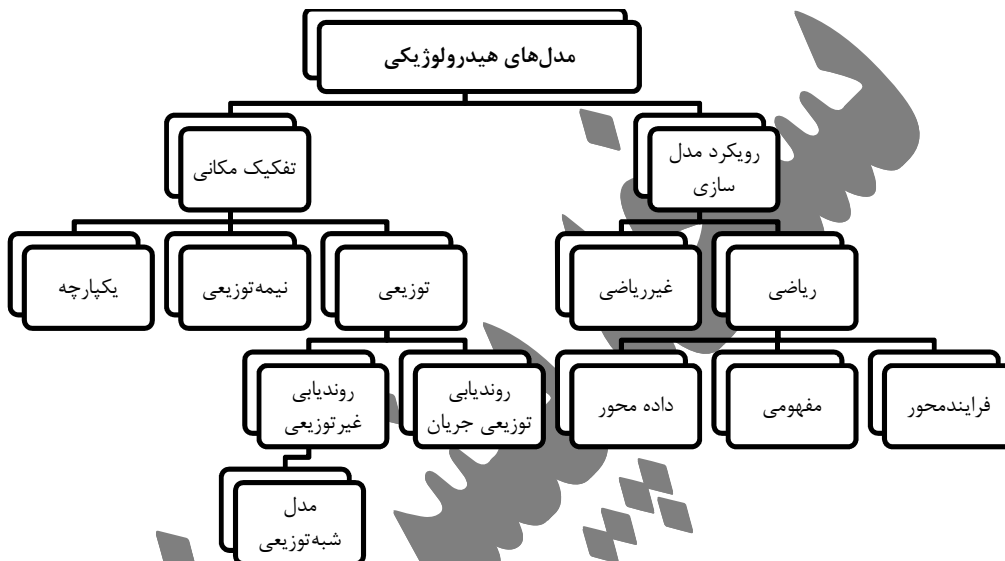 مدل‌های هیدرولوژیکی
رویکرد مدل
سازی
تفکیک مکانی
ریاضی
غیرریاضی
توزیعی
نیمه‌توزیعی
یکپارچه
فرایندمحور
مفهومی
داده محور
روندیابی
توزیعی جریان
روندیابی
غیرتوزیعی
مدل
شبه‌توزیعی